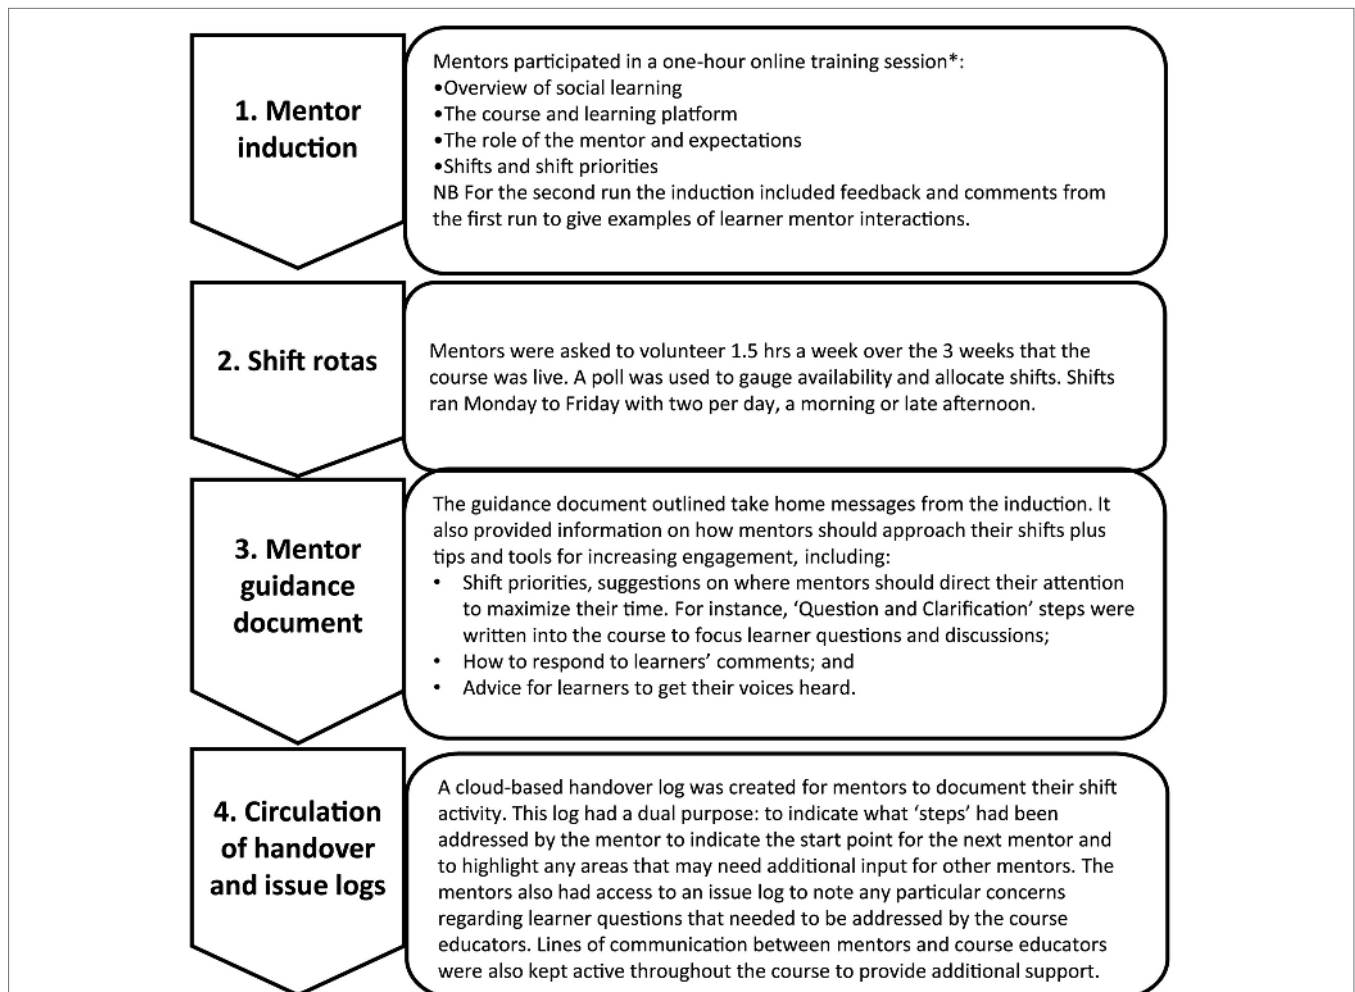 1. Mentor
induction
Mentors participated in a one-hour online training session*:
•Overview of social learning
•The course and learning platform
•The role of the mentor and expectations
•Shifts and shift priorities
NB For the second run the induction included feedback and comments from
the first run to give examples of learner mentor interactions.
2. Shift rotas
Mentors were asked to volunteer 1.5 hrs a week over the 3 weeks that the
course was live. A poll was used to gauge availability and allocate shifts. Shifts
ran Monday to Friday with two per day, a morning or late afternoon.
3. Mentor
guidance
document
The guidance document outlined take home messages from the induction. It
also provided information on how mentors should approach their shifts plus
tips and tools for increasing engagement, including:
• Shift priorities, suggestions on where mentors should direct their attention
to maximize their time. For instance, ‘Question and Clarification’ steps were
written into the course to focus learner questions and discussions;
• How to respond to learners’ comments; and
• Advice for learners to get their voices heard.
4. Circulation
of handover
and issue logs
A cloud-based handover log was created for mentors to document their shift
activity. This log had a dual purpose: to indicate what ‘steps’ had been
addressed by the mentor to indicate the start point for the next mentor and
to highlight any areas that may need additional input for other mentors. The
mentors also had access to an issue log to note any particular concerns
regarding learner questions that needed to be addressed by the course
educators. Lines of communication between mentors and course educators
were also kept active throughout the course to provide additional support.